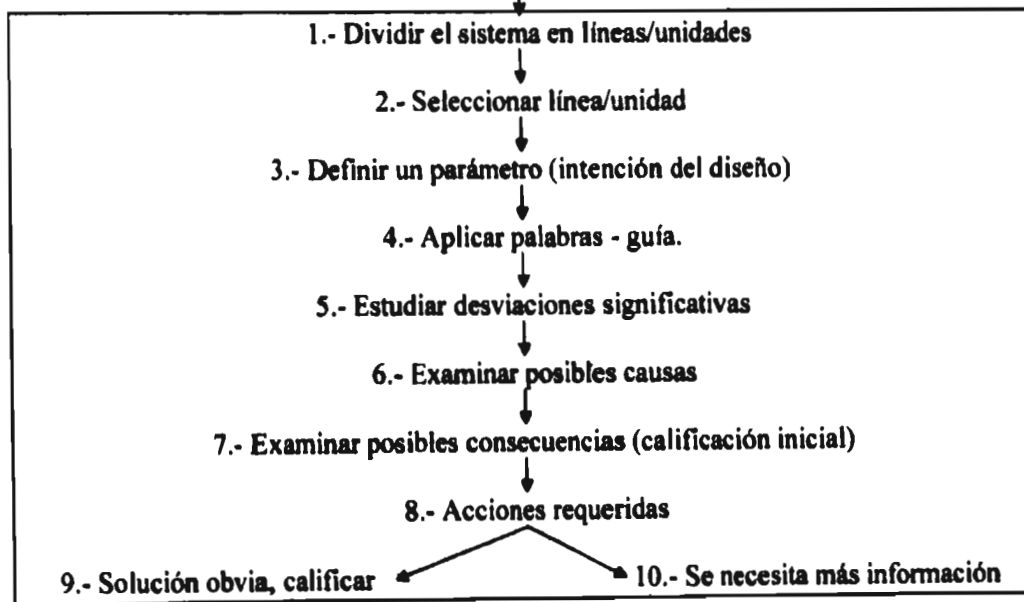 1.- Dividir el sistema en líneas/unidades
2.- Seleccionar línea/unidad
3.- Definir un parámetro (intención del diseño)
4.- Aplicar palabras - guía.
5.- Estudiar desviaciones significativas
6.- Examinar posibles causas
7.- Examinar posibles consecuencias (calificación inicial)
8.- Acciones requeridas
9.- Solución obvia, calificar
10.- Se necesita más información